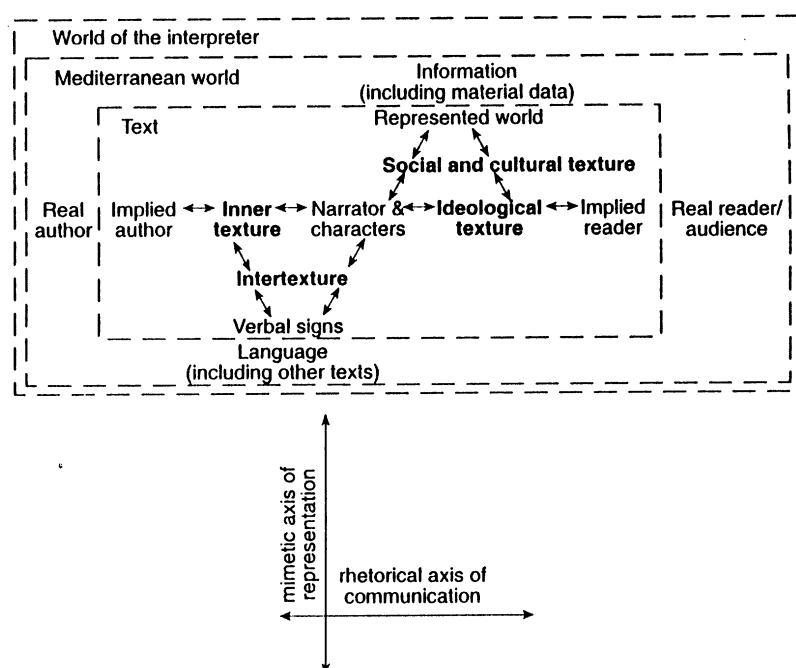 World of the interpreter
Mediterranean world
Information
(including material data)
Text
Represented world
Social and cultural texture
Real
author
Implied
author
Inner
texture
Narrator &
characters
Ideological
texture
Implied
reader
Real reader/
audience
Intertexture
Verbal signs
Language
(including other texts)
mimetic axis of
representation
rhetorical axis of
communication